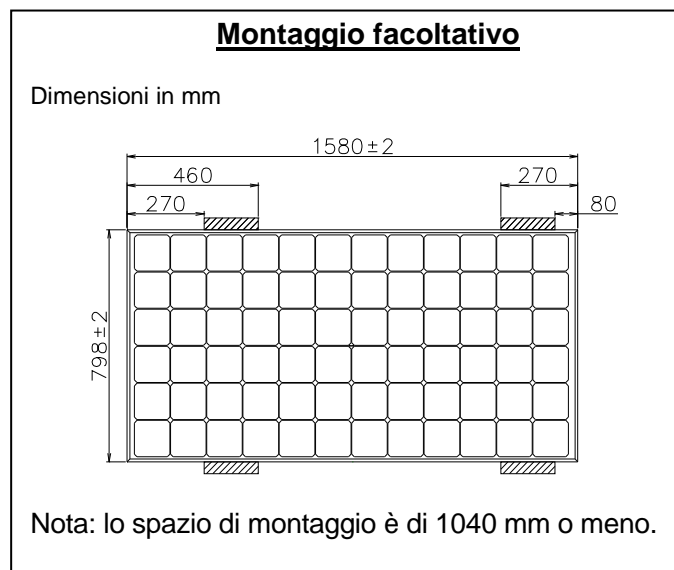 Montaggio facoltativo
Dimensioni in mm
1580±2
460
270
270
80
798±2
Nota: lo spazio di montaggio è di 1040 mm o meno.